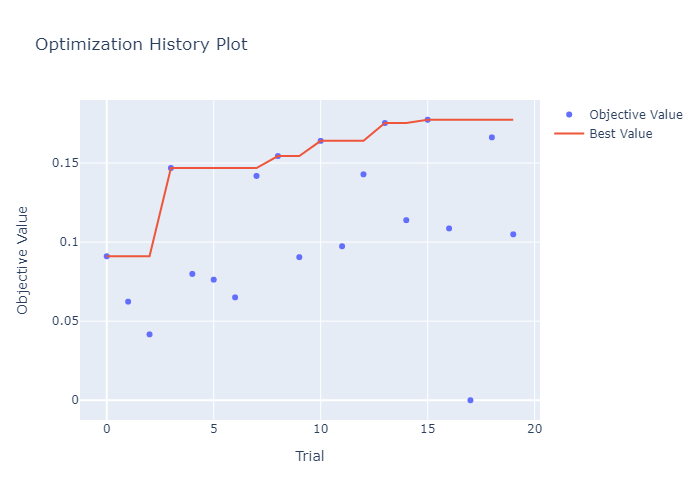 Optimization History Plot
Objective Value
Best Value
0.15
0.1
0.05
0
Objective Value
0
5
10
15
20
Trial